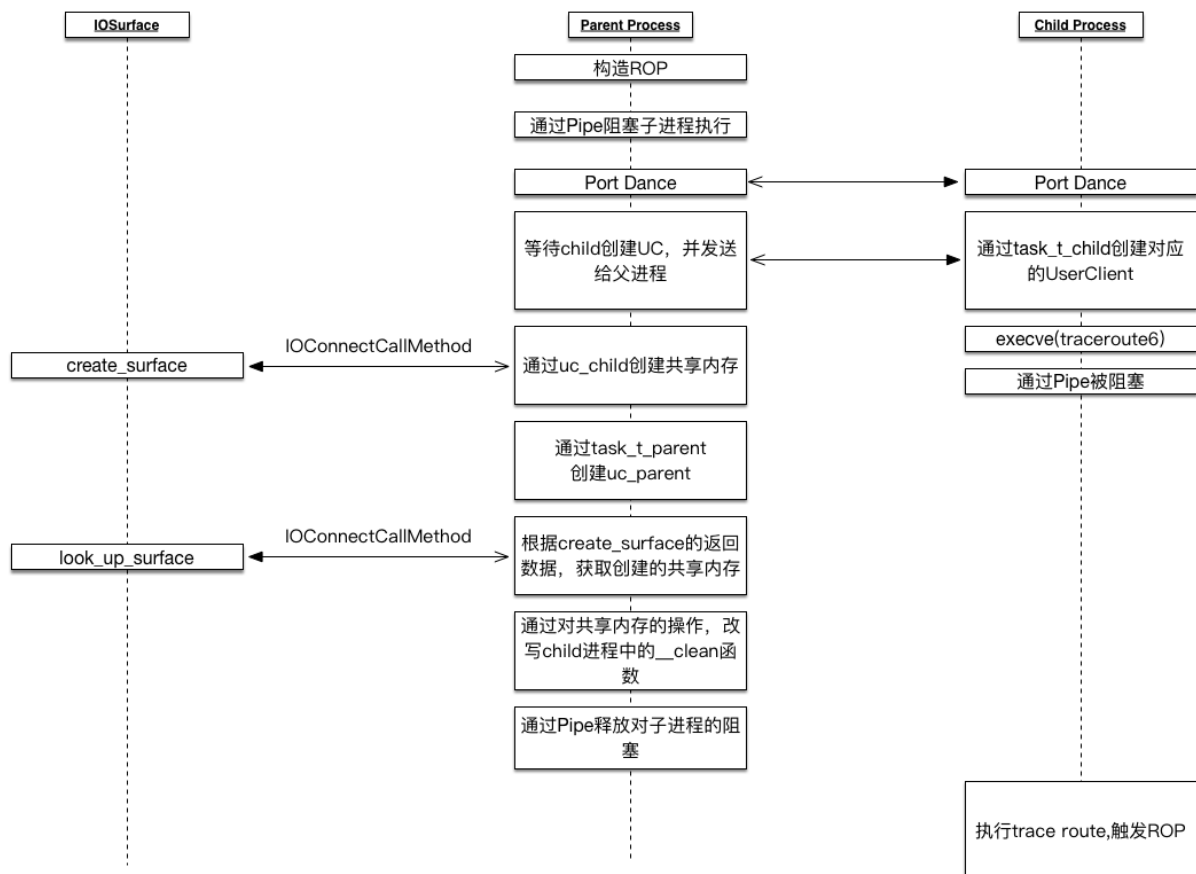 IOSurface
Parent Process
Child Process
构造ROP
通过Pipe阻塞子进程执行
Port Dance
Port Dance
等待child创建UC，并发送
给父进程
通过task_t_child创建对应
的UserClient
IOConnectCallMethod
create_surface
通过uc_child创建共享内存
execve(traceroute6)
通过Pipe被阻塞
通过task_t_parent
创建uc_parent
IOConnectCallMethod
look_up_surface
根据create_surface的返回
数据，获取创建的共享内存
通过对共享内存的操作，改
写child进程中的__clean函
数
通过Pipe释放对子进程的阻
塞
执行trace route,触发ROP